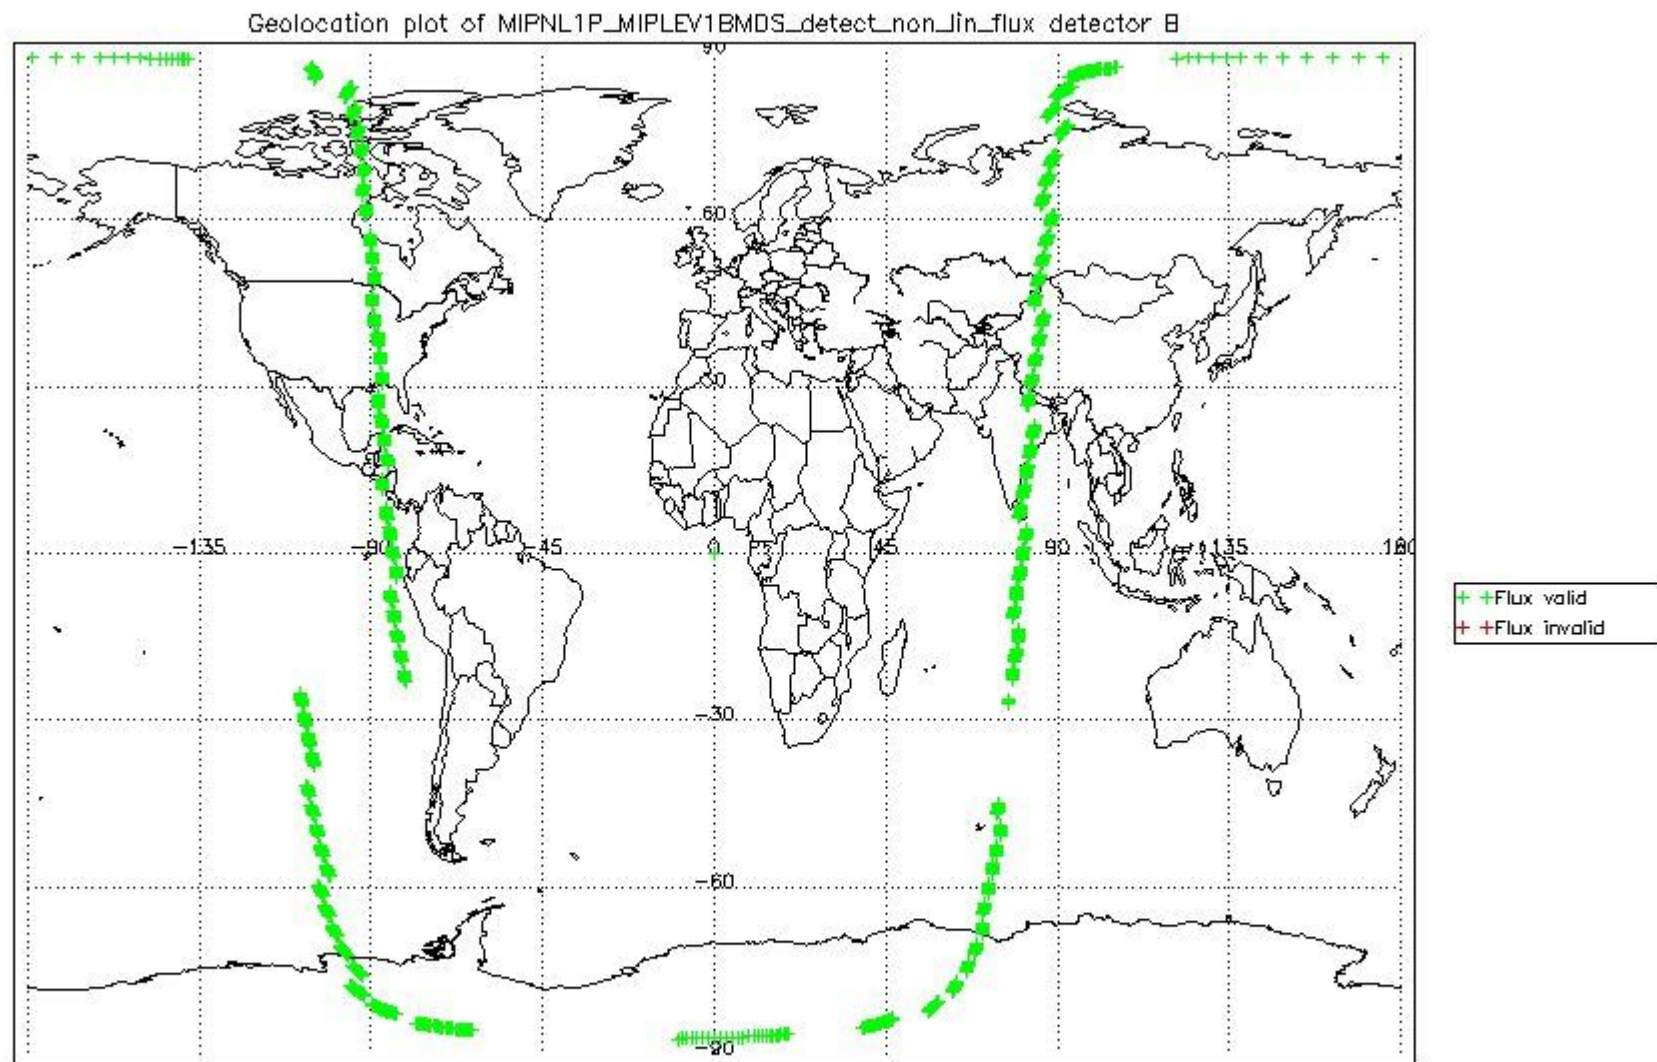 Geolocation plot of MIPNL1P_MIPLEV1BMDS_detect_non_lin_flux detector B
90
60
30
-135 -90 -45 0 45 90 135 180
-30
-60
-90
Flux valid
Flux invalid